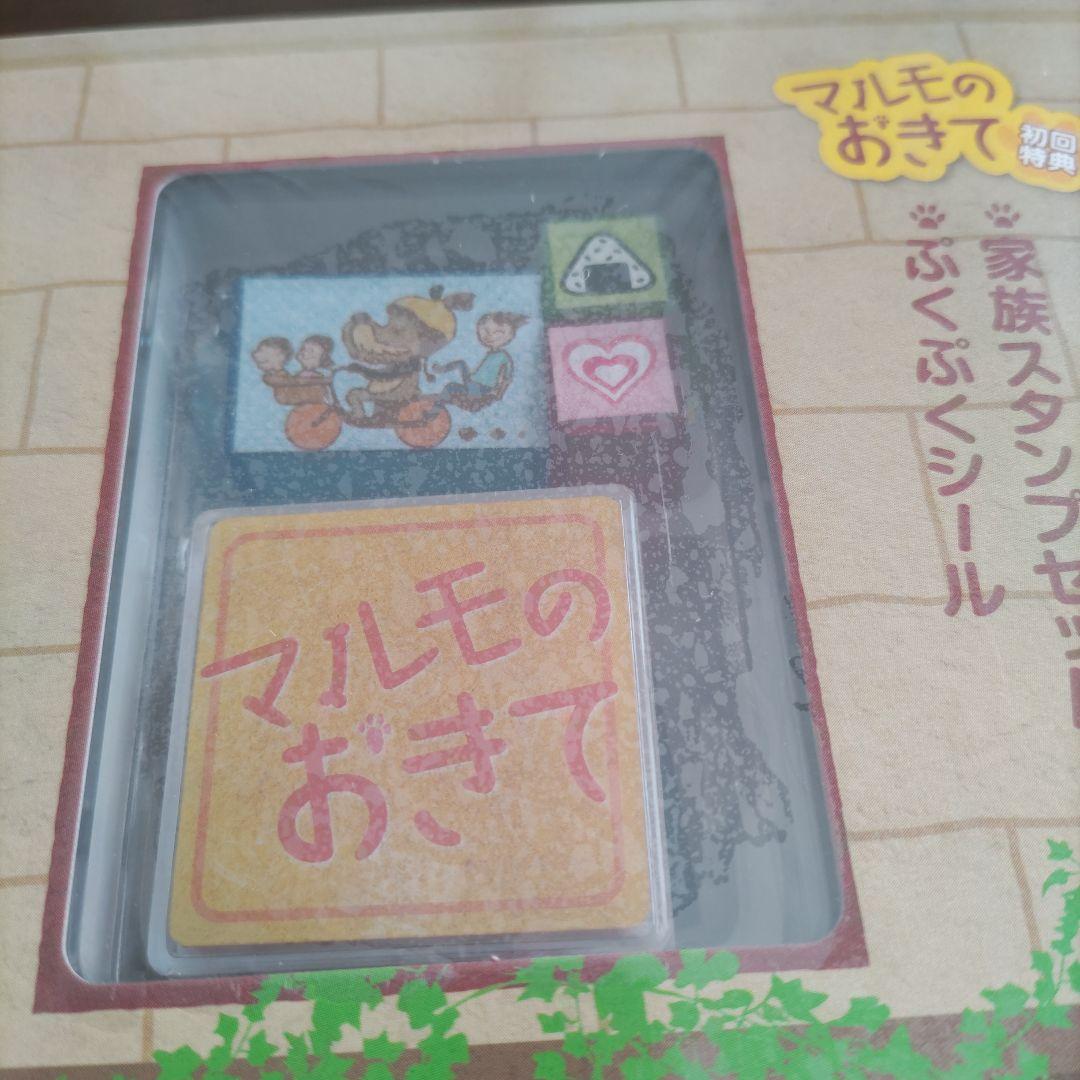 マルモの
おきて
初回
特典
家族スタンプセット
ぷくぷくシール
マルモの
おきて